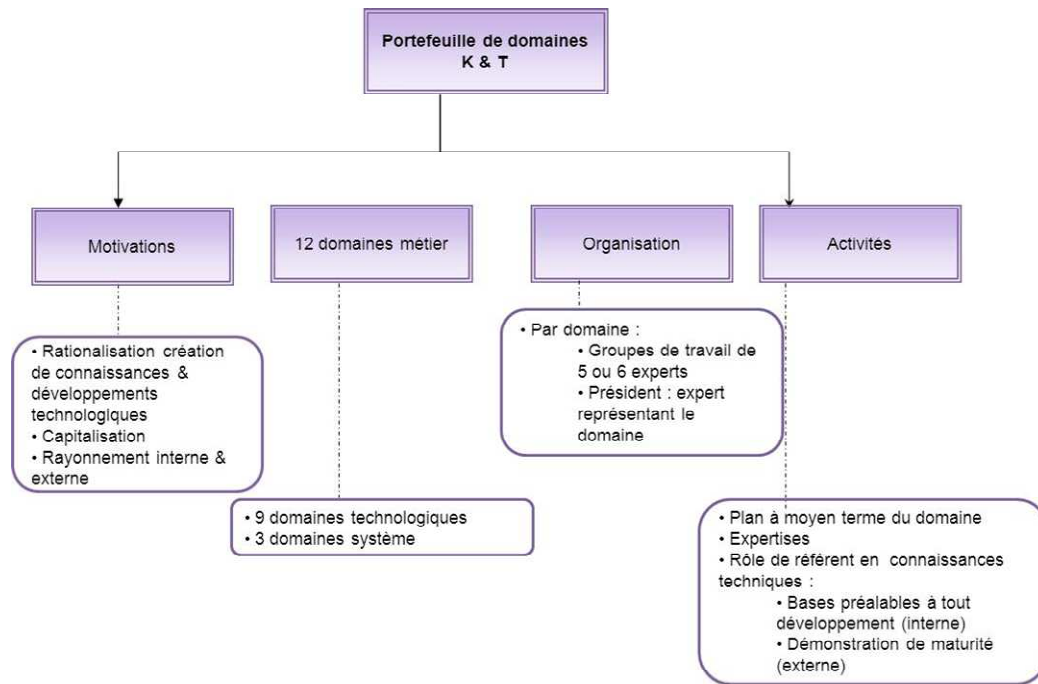 Portefeuille de domaines
K & T
Motivations
12 domaines métier
Organisation
Activités
• Rationalisation création
de connaissances &
développements
technologiques
• Capitalisation
• Rayonnement interne &
externe
• 9 domaines technologiques
• 3 domaines système
• Par domaine :
• Groupes de travail de
5 ou 6 experts
• Président : expert
représentant le
domaine
• Plan à moyen terme du domaine
• Expertises
• Rôle de référent en connaissances
techniques :
• Bases préalables à tout
développement (interne)
• Démonstration de maturité
(externe)